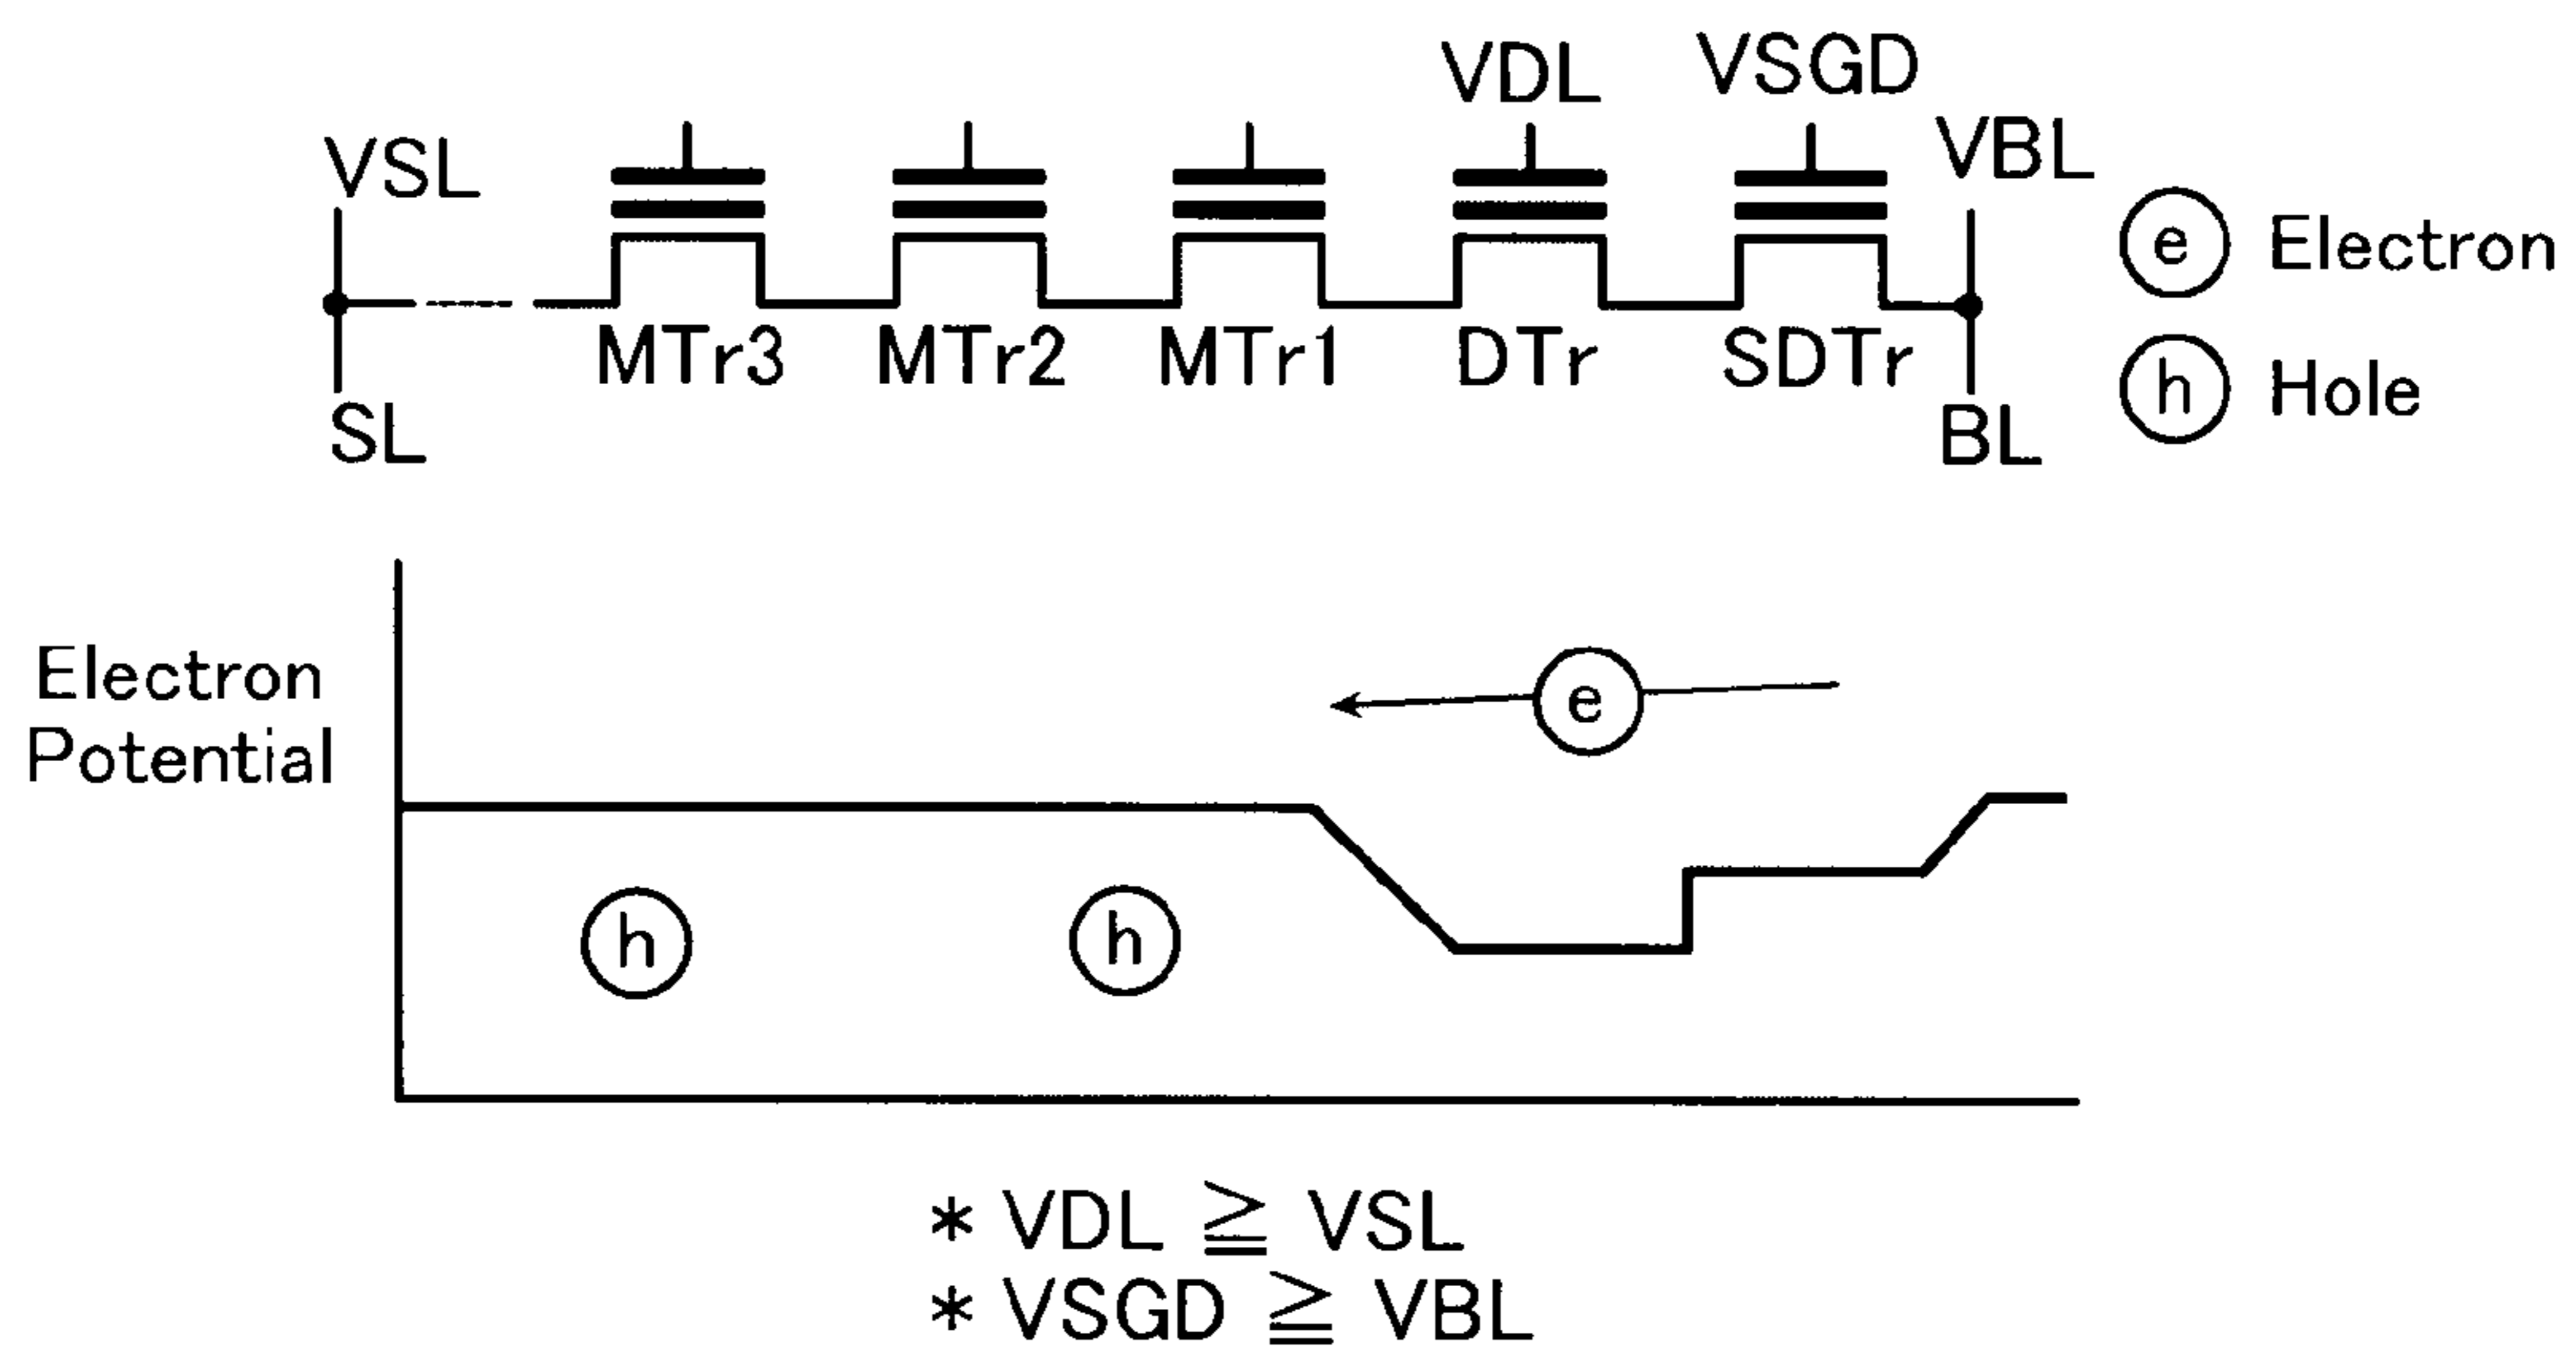 VDL VSGD
VSL VBL
MTr3 MTr2 MTr1 DTr SDTr
SL BL
e Electron
h Hole
Electron
Potential
e
h h
* VDL ≧ VSL
* VSGD ≧ VBL